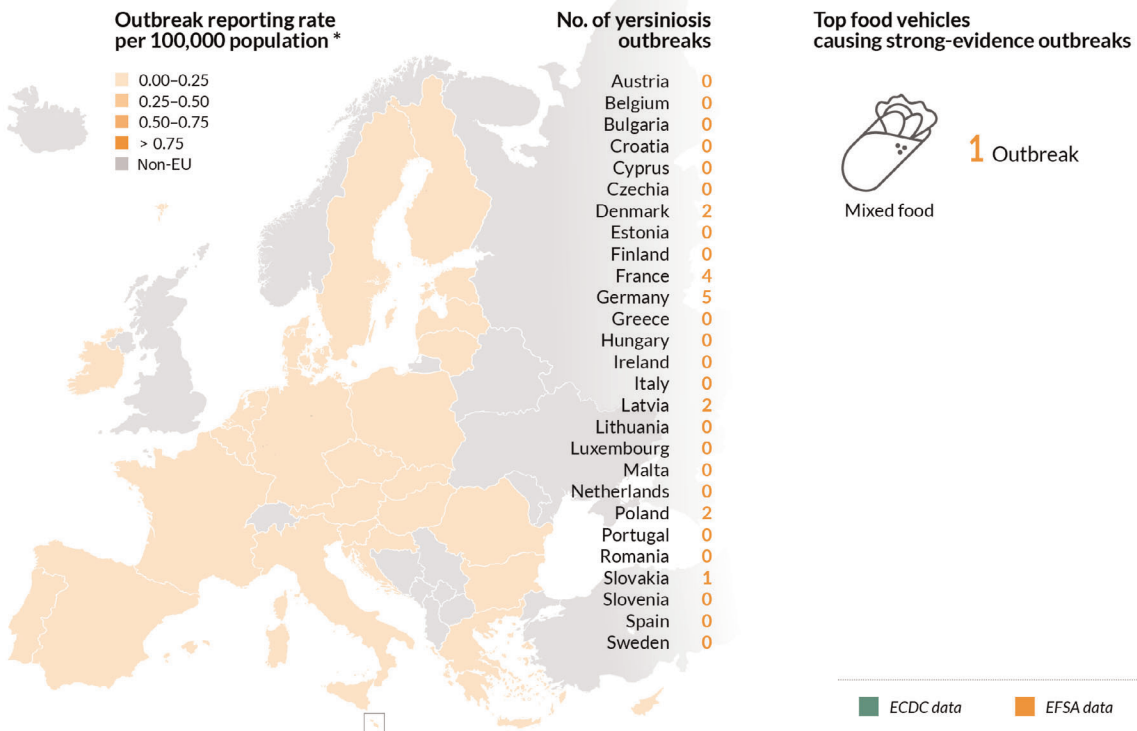 Outbreak reporting rate
per 100,000 population *
0.00–0.25
0.25–0.50
0.50–0.75
> 0.75
Non-EU
No. of yersiniosis
outbreaks
Austria 0
Belgium 0
Bulgaria 0
Croatia 0
Cyprus 0
Czechia 0
Denmark 2
Estonia 0
Finland 0
France 4
Germany 5
Greece 0
Hungary 0
Ireland 0
Italy 0
Latvia 2
Lithuania 0
Luxembourg 0
Malta 0
Netherlands 0
Poland 2
Portugal 0
Romania 0
Slovakia 1
Slovenia 0
Spain 0
Sweden 0
Top food vehicles
causing strong-evidence outbreaks
1 Outbreak
Mixed food
ECDC data
EFSA data